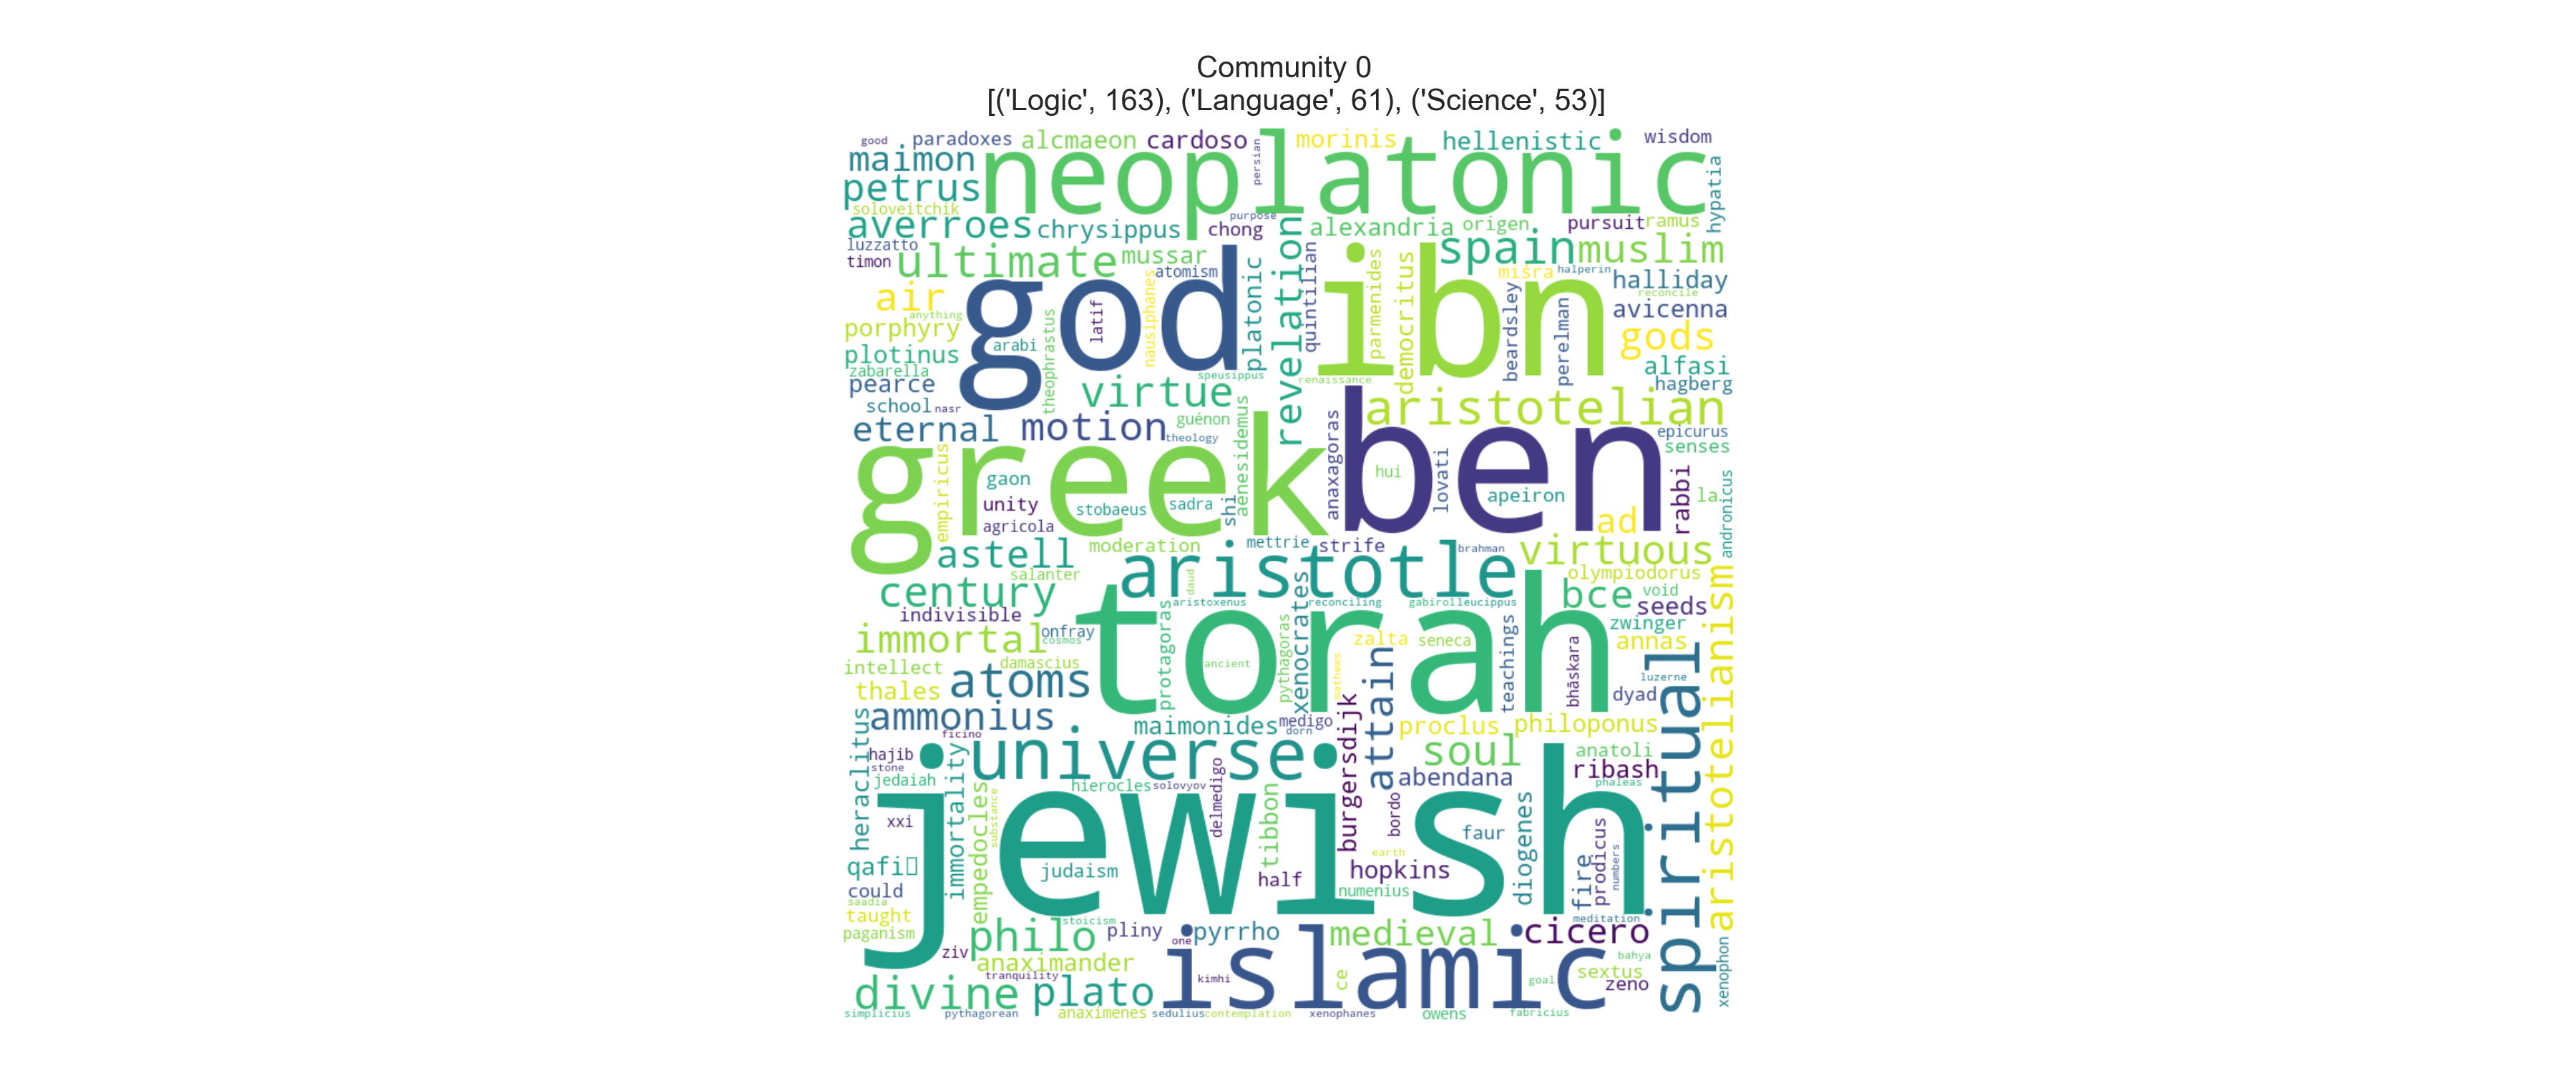 Community 0
[('Logic', 163), ('Language', 61), ('Science', 53)]
good
paradoxes
alcmaeon
cardoso
persian
morinis
hellenistic
wisdom
maimon
neoplatonic
hypatia
petrus
soloveitchik
averroes
chrysippus
purpose
chong
revelation
alexandria
origen
pursuit
ramus
luzzatto
timon
ultimate
mussar
atomism
spain
muslim
god
ibn
platonic
quintilian
parmenides
democritus
misra
halperin
halliday
reconcile
air
anything
latif
nausiphanes
beardsley
perelman
avicenna
porphyry
arabi
theophrastus
gods
plotinus
zabarella
pearce
speusippus
renaissance
alfasi
hagberg
school
nasr
virtue
aristotelian
eternal
motion
guénon
theology
aenesidemus
anaxagoras
ben
epicurus
senses
greek
empiricus
gaon
hui
lovati
apeiron
rabbi
la
andronicus
unity
stobaeus
sadra
shi
agricola
ad
astell
moderation
mettrie
strife
brahman
virtuous
salanter
aristotle
olympiodorus
century
daud
aristoxenus
reconciling
gabirol
leucippus
bce
void
seeds
aristotelianism
indivisible
torah
xenocrates
zwinger
immortal
onfray
cosmos
protagoras
pythagoras
zalta
seneca
teachings
annas
intellect
damascius
ancient
mathews
bhāskara
spiritual
thales
atoms
attain
dyad
luzerne
ammonius
maimonides
medigo
dorn
burgersdijk
proclus
philoponus
heraclitus
ficino
hajib
universe
soul
anatoli
stone
jedaiah
immortality
hierocles
solovyov
abendana
ribash
phaleas
jewish
empedocles
substance
delmedigo
tibbon
bordo
diogenes
xxi
faur
prodicus
numbers
fire
qafi
judaism
earth
hopkins
half
numenius
could
saadia
taught
paganism
stoicism
meditation
philo
pliny
one
pyrrho
medieval
cicero
ziv
anaximander
tranquility
islamic
kimhi
ce
goal
bahya
sextus
zeno
xenophon
divine
plato
simplicius
pythagorean
anaximenes
sedulius
contemplation
xenophanes
owens
fabricius